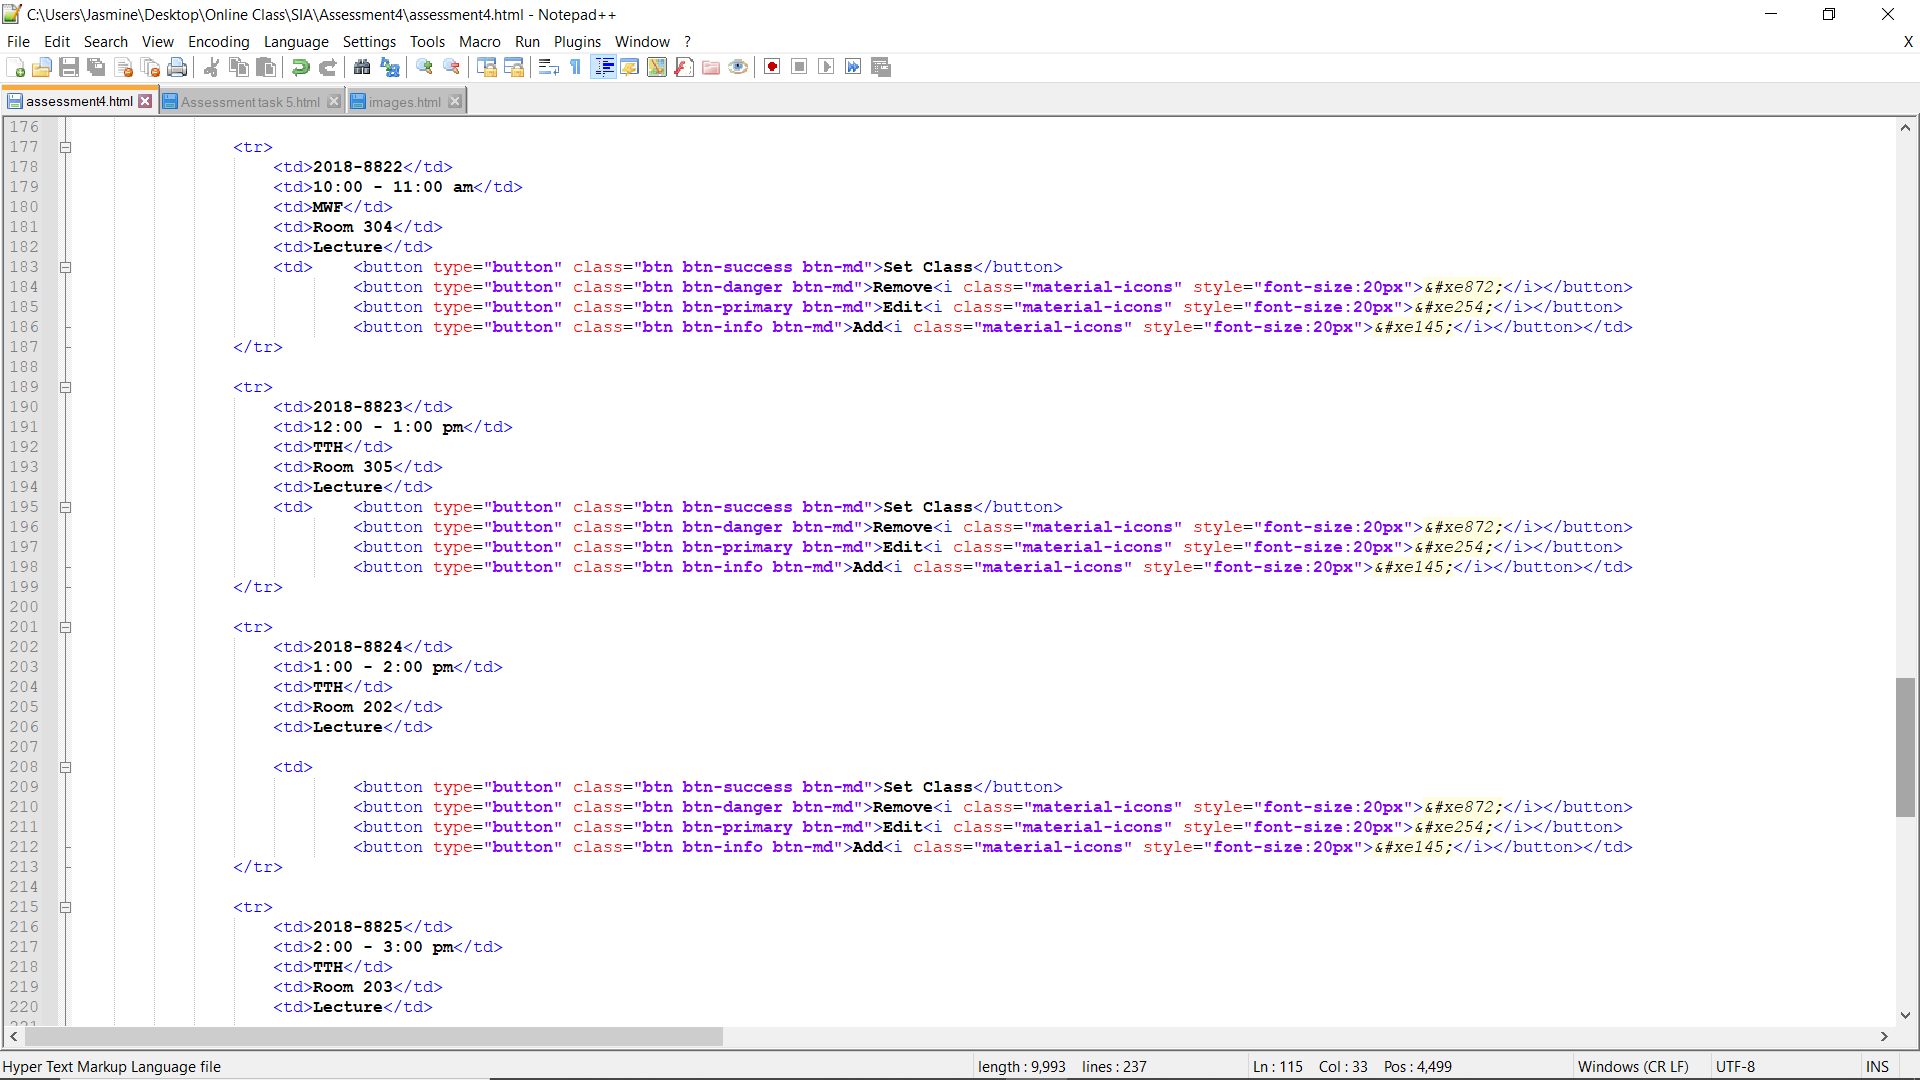 C:\Users\Jasmine\Desktop\Online Class\SIA\Assessment4\assessment4.html - Notepad++
File Edit Search View Encoding Language Settings Tools Macro Run Plugins Window ? X
assessment4.html Assessment task 5.html images.html
176
177 <tr>
178 <td>2018-8822</td>
179 <td>10:00 - 11:00 am</td>
180 <td>MWF</td>
181 <td>Room 304</td>
182 <td>Lecture</td>
183 <td> <button type="button" class="btn btn-success btn-md">Set Class</button>
184 <button type="button" class="btn btn-danger btn-md">Remove<i class="material-icons" style="font-size:20px">&#xe872;</i></button>
185 <button type="button" class="btn btn-primary btn-md">Edit<i class="material-icons" style="font-size:20px">&#xe254;</i></button>
186 <button type="button" class="btn btn-info btn-md">Add<i class="material-icons" style="font-size:20px">&#xe145;</i></button></td>
187 </tr>
188
189 <tr>
190 <td>2018-8823</td>
191 <td>12:00 - 1:00 pm</td>
192 <td>TTH</td>
193 <td>Room 305</td>
194 <td>Lecture</td>
195 <td> <button type="button" class="btn btn-success btn-md">Set Class</button>
196 <button type="button" class="btn btn-danger btn-md">Remove<i class="material-icons" style="font-size:20px">&#xe872;</i></button>
197 <button type="button" class="btn btn-primary btn-md">Edit<i class="material-icons" style="font-size:20px">&#xe254;</i></button>
198 <button type="button" class="btn btn-info btn-md">Add<i class="material-icons" style="font-size:20px">&#xe145;</i></button></td>
199 </tr>
200
201 <tr>
202 <td>2018-8824</td>
203 <td>1:00 - 2:00 pm</td>
204 <td>TTH</td>
205 <td>Room 202</td>
206 <td>Lecture</td>
207
208 <td>
209 <button type="button" class="btn btn-success btn-md">Set Class</button>
210 <button type="button" class="btn btn-danger btn-md">Remove<i class="material-icons" style="font-size:20px">&#xe872;</i></button>
211 <button type="button" class="btn btn-primary btn-md">Edit<i class="material-icons" style="font-size:20px">&#xe254;</i></button>
212 <button type="button" class="btn btn-info btn-md">Add<i class="material-icons" style="font-size:20px">&#xe145;</i></button></td>
213 </tr>
214
215 <tr>
216 <td>2018-8825</td>
217 <td>2:00 - 3:00 pm</td>
218 <td>TTH</td>
219 <td>Room 203</td>
220 <td>Lecture</td>
221
Hyper Text Markup Language file length : 9,993 lines : 237 Ln : 115 Col : 33 Pos : 4,499 Windows (CR LF) UTF-8 INS